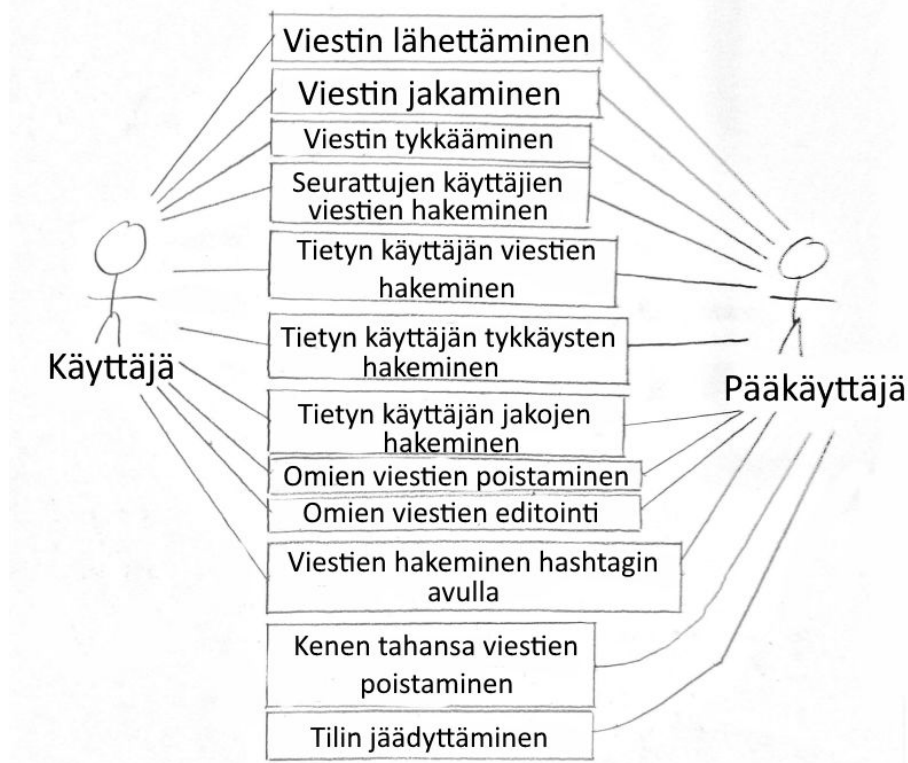 Viestin lähettäminen
Viestin jakaminen
Viestin tykkääminen
Seurattujen käyttäjien
viestien hakeminen
Tietyn käyttäjän viestien
hakeminen
Tietyn käyttäjän tykkäysten
hakeminen
Käyttäjä
Pääkäyttäjä
Tietyn käyttäjän jakojen
hakeminen
Omien viestien poistaminen
Omien viestien editointi
Viestien hakeminen hashtagin
avulla
Kenen tahansa viestien
poistaminen
Tilin jäädyttäminen